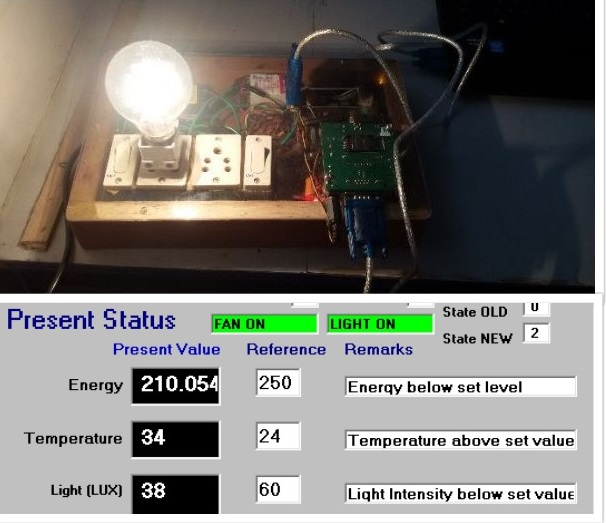 State OLD 0
Present Status FAN ON LIGHT ON
State NEW 2
Present Value Reference Remarks
Energy 210.054 250 Energy below set level
Temperature 34 24 Temperature above set value
Light (LUX) 38 60 Light Intensity below set value